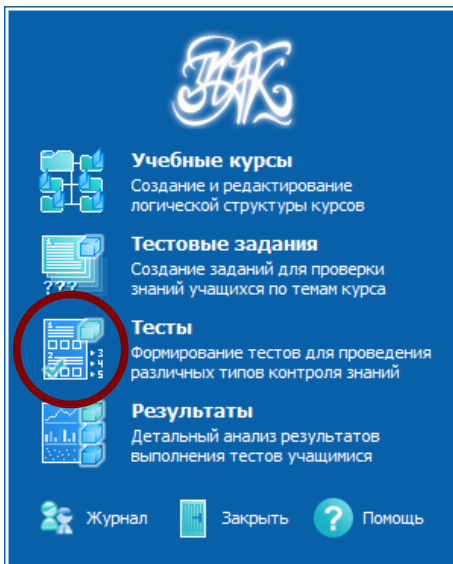 ЗНАК
Учебные курсы
Создание и редактирование
логической структуры курсов
Тестовые задания
Создание заданий для проверки
знаний учащихся по темам курса
Тесты
Формирование тестов для проведения
различных типов контроля знаний
Результаты
Детальный анализ результатов
выполнения тестов учащимися
Журнал Закрыть Помощь